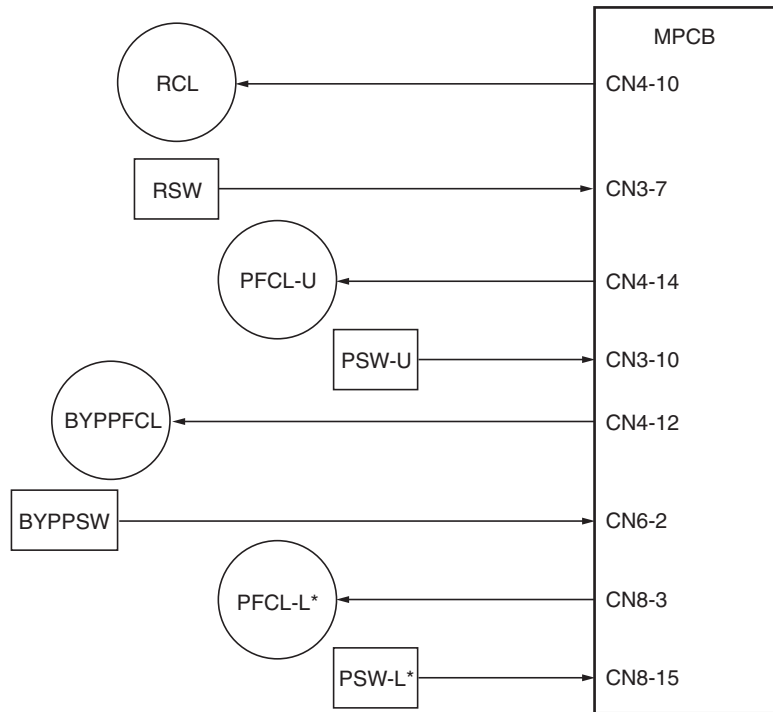 MPCB
RCL
CN4-10
RSW
CN3-7
PFCL-U
CN4-14
PSW-U
CN3-10
BYPPFCL
CN4-12
BYPPSW
CN6-2
PFCL-L*
CN8-3
PSW-L*
CN8-15